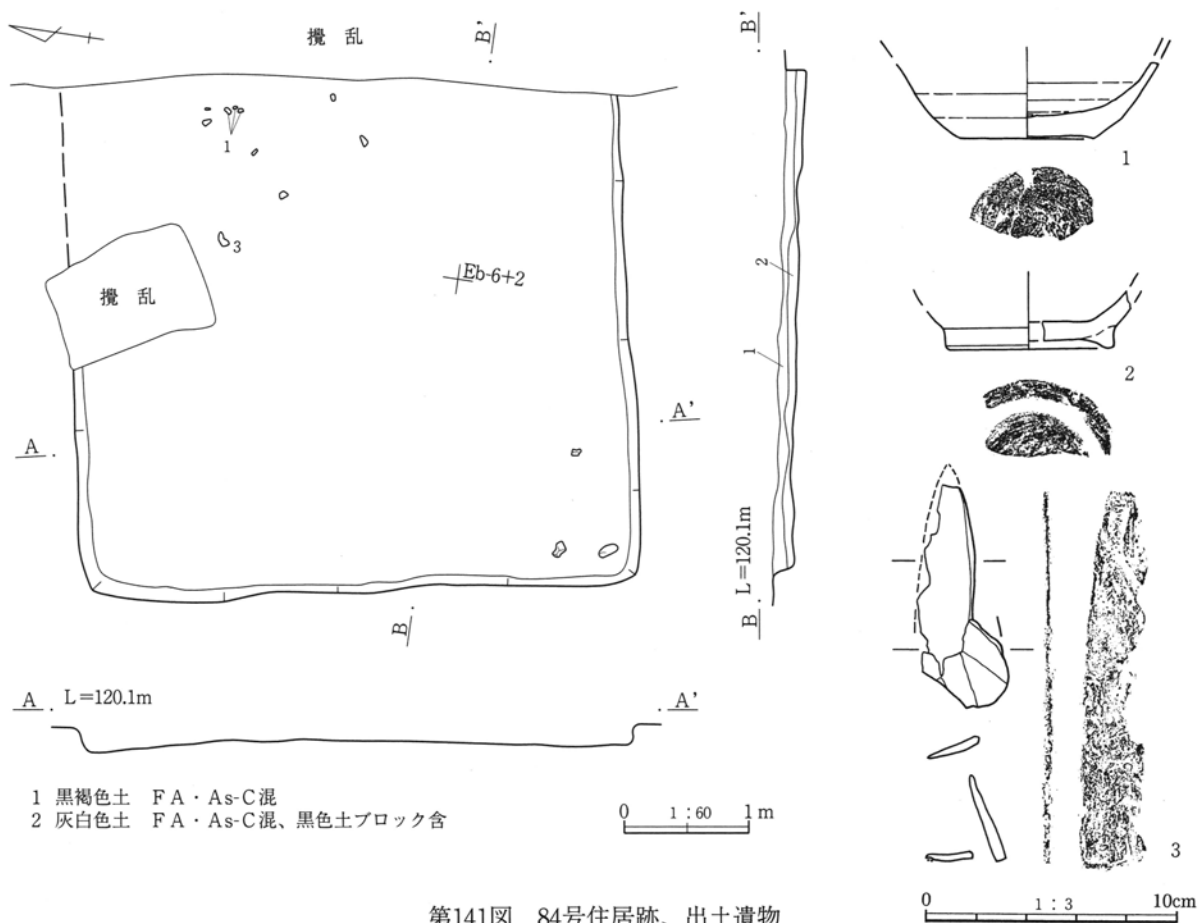 攪 乱
B'
B'
1
1
3
2
攪 乱
Eb-6+2
2
1
2
A'
A
B
L=120.1m
B
A L=120.1m A'
1 黒褐色土 FA・As-C混
2 灰白色土 FA・As-C混、黒色土ブロック含
0 1:60 1m
3
0 1:3 10cm
第141図 84号住居跡、出土遺物